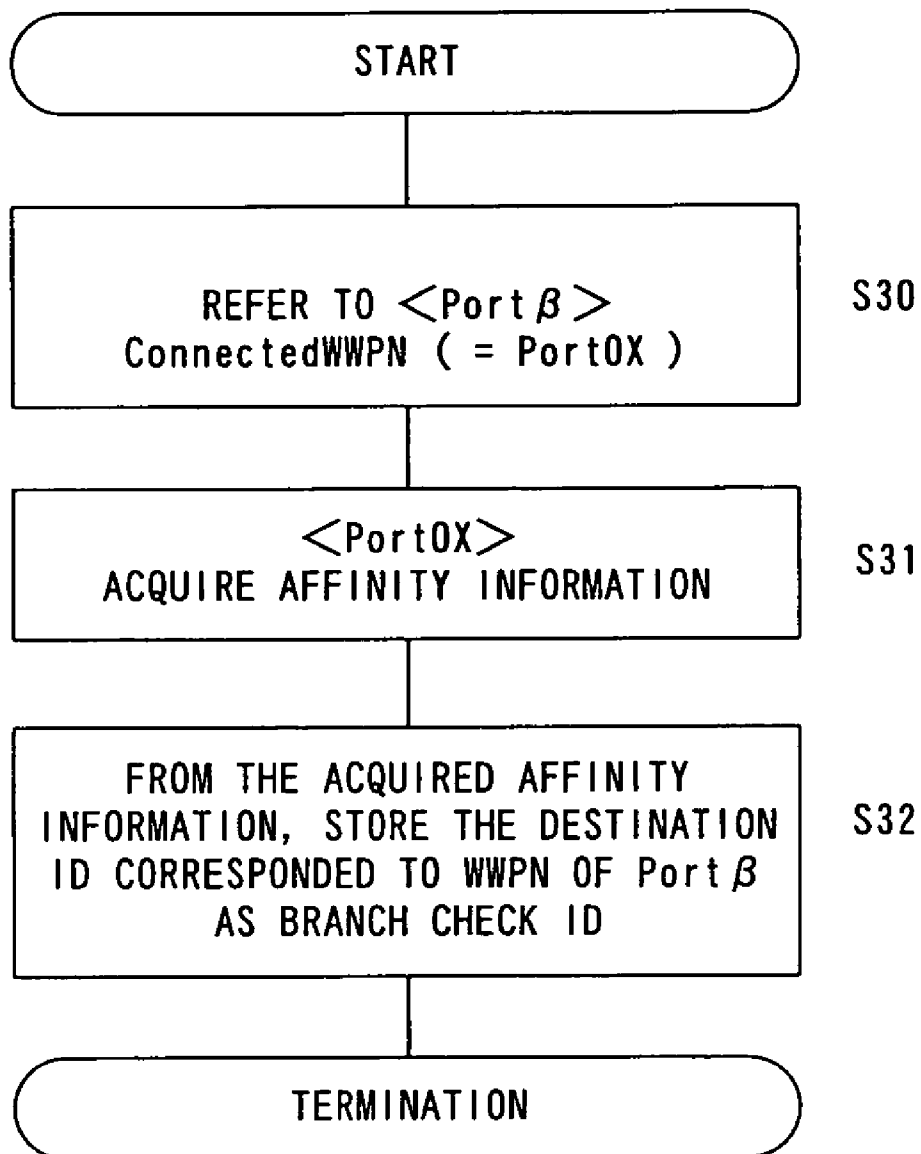 START
REFER TO <Port β>
ConnectedWWPN ( = Port0X )
S30
<Port0X>
ACQUIRE AFFINITY INFORMATION
S31
FROM THE ACQUIRED AFFINITY
INFORMATION, STORE THE DESTINATION
ID CORRESPONDED TO WWPN OF Port β
AS BRANCH CHECK ID
S32
TERMINATION